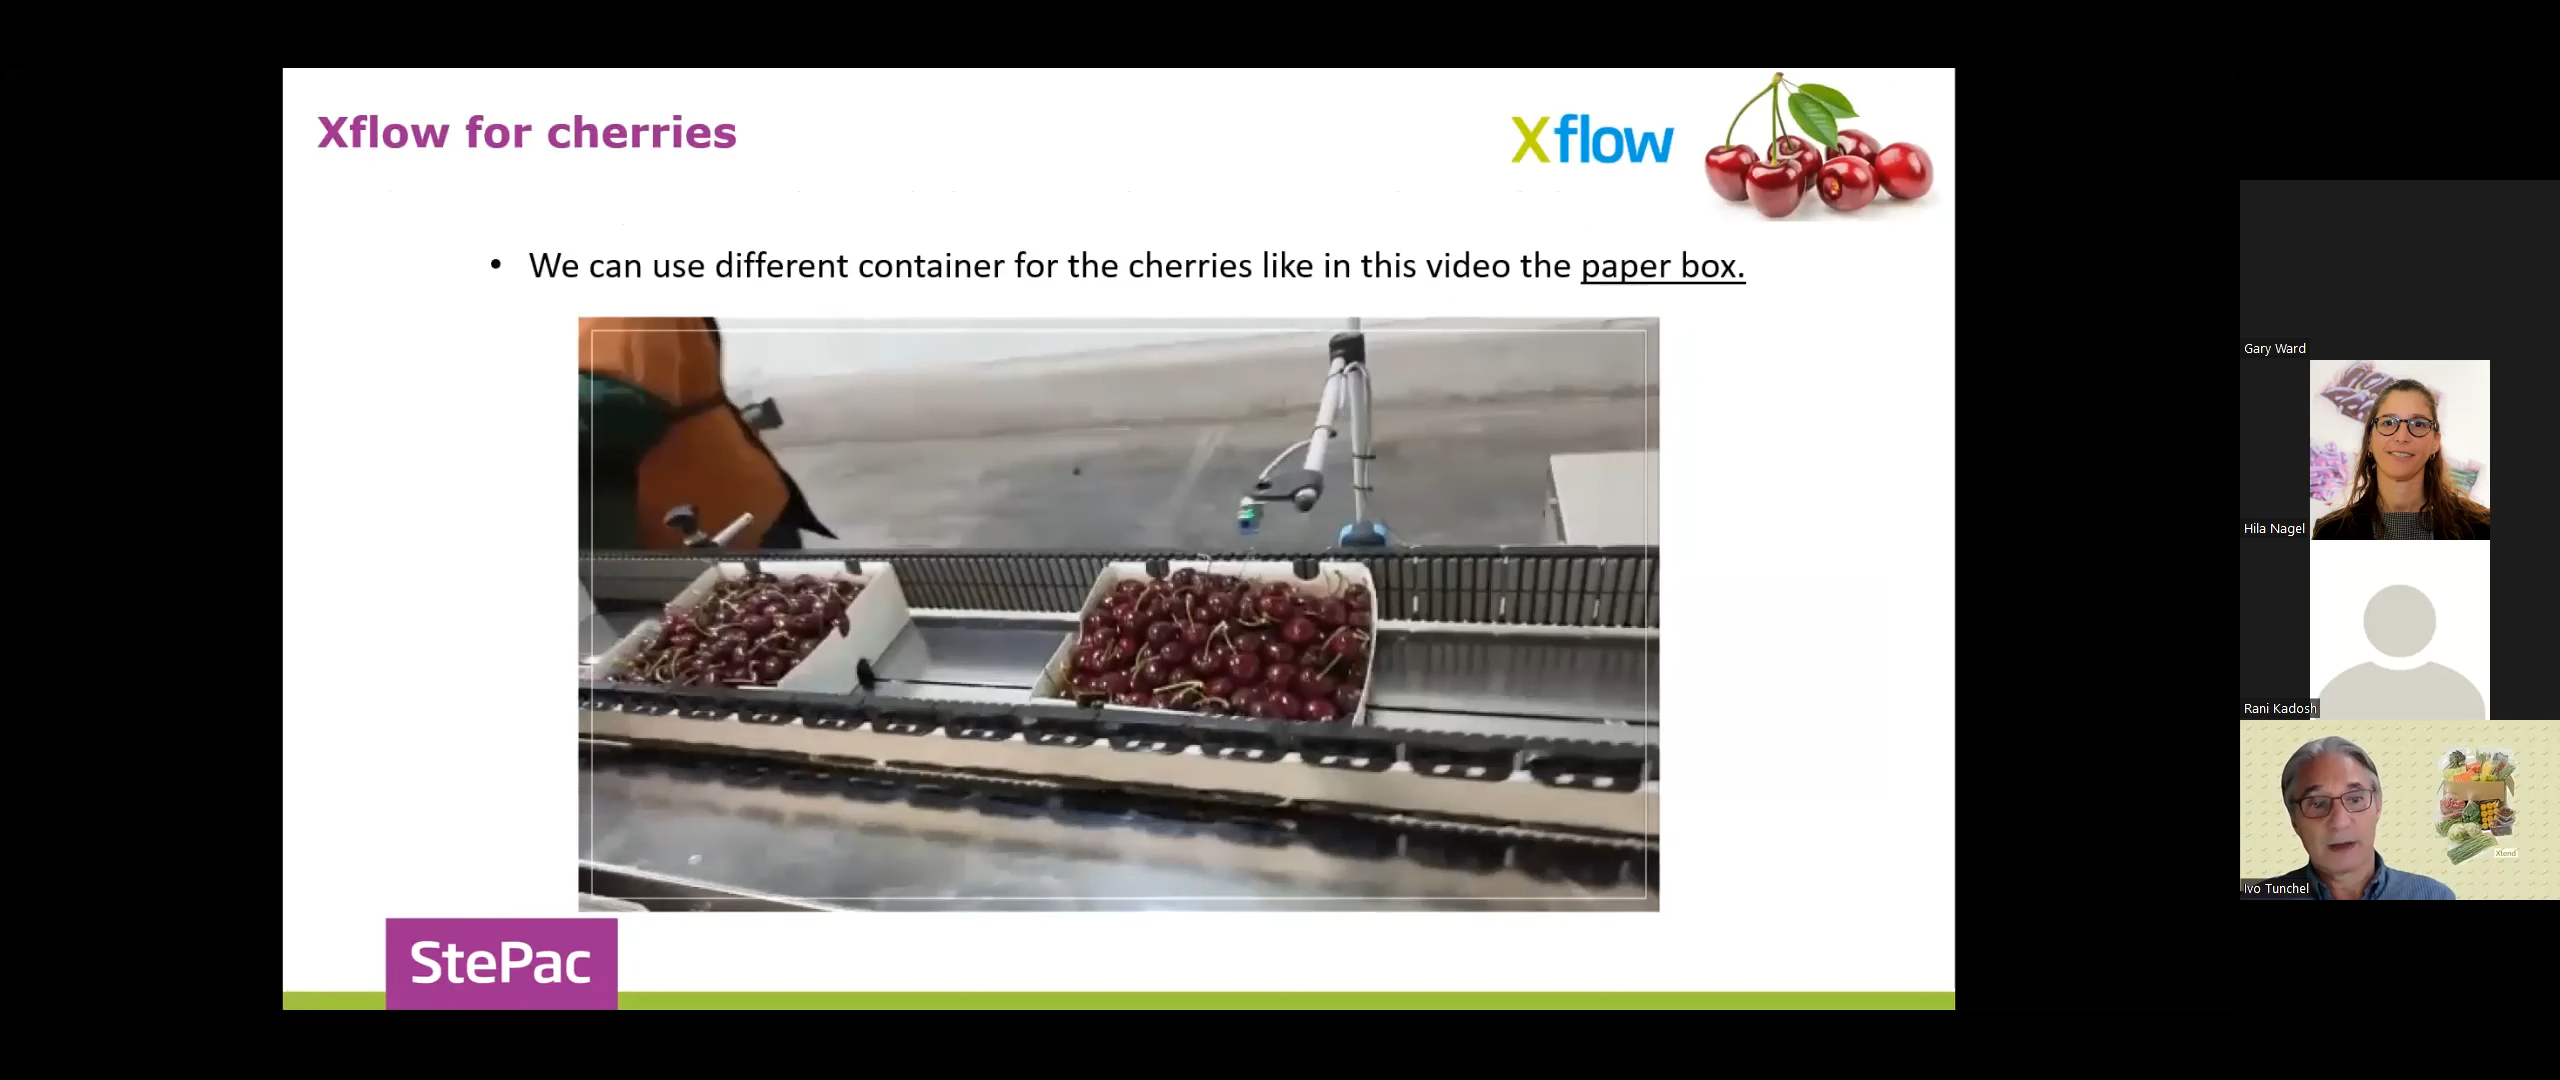 Xflow for cherries
Xflow
• We can use different container for the cherries like in this video the paper box.
StePac
Gary Ward
Hila Nagel
Rani Kadosh
Xlend
Ivo Tunchel